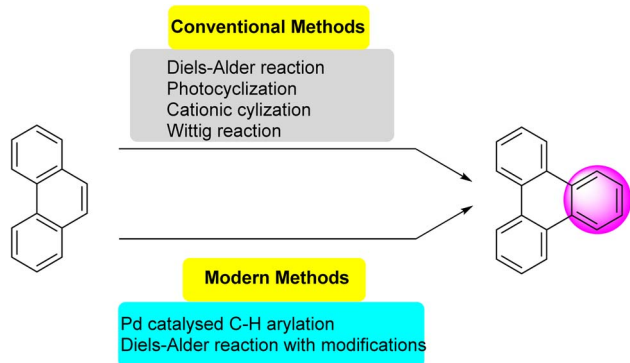 Conventional Methods
Diels-Alder reaction
Photocyclization
Cationic cylization
Wittig reaction
Modern Methods
Pd catalysed C-H arylation
Diels-Alder reaction with modifications